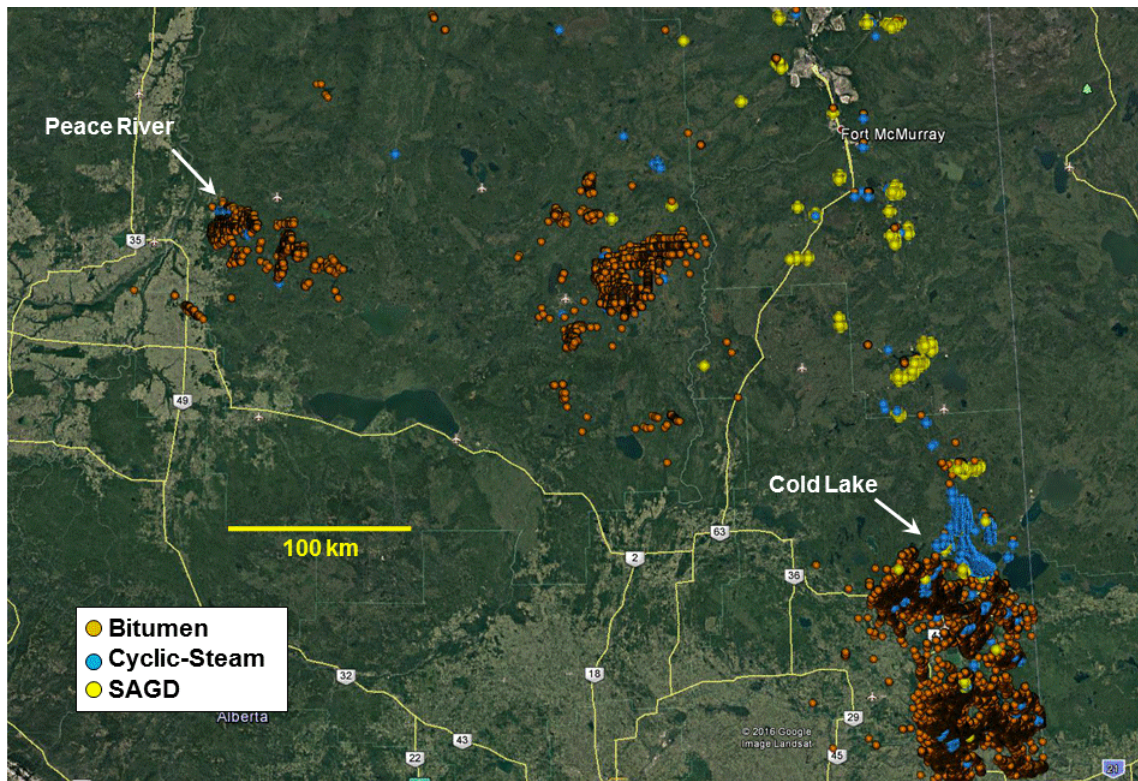 Peace River
Fort McMurray
35
49
Cold Lake
63
100 km
2
36
Bitumen
Cyclic-Steam
SAGD
18
32
Alberta
29
© 2016 Google
Image Landsat
43
45
22
21